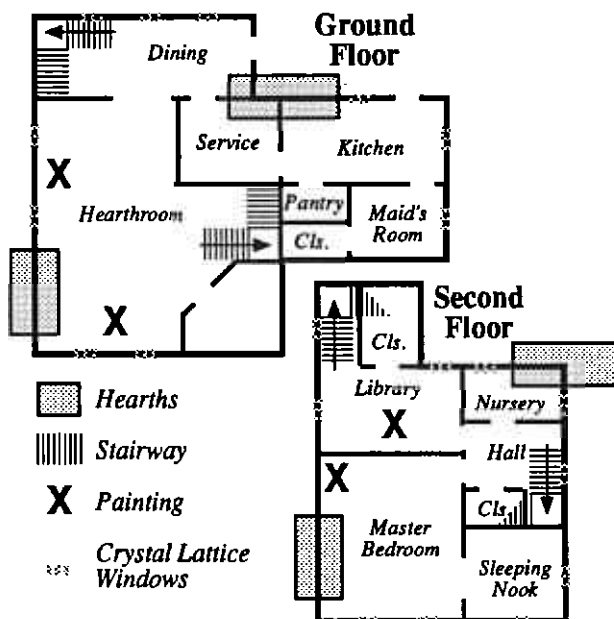 Ground
Floor
Dining
Service
Kitchen
Hearthroom
Pantry
Maid's
Room
Cls.
Second
Floor
Cls.
Library
Nursery
Hall
Cls.
Master
Bedroom
Sleeping
Nook
Hearths
Stairway
X Painting
Crystal Lattice
Windows